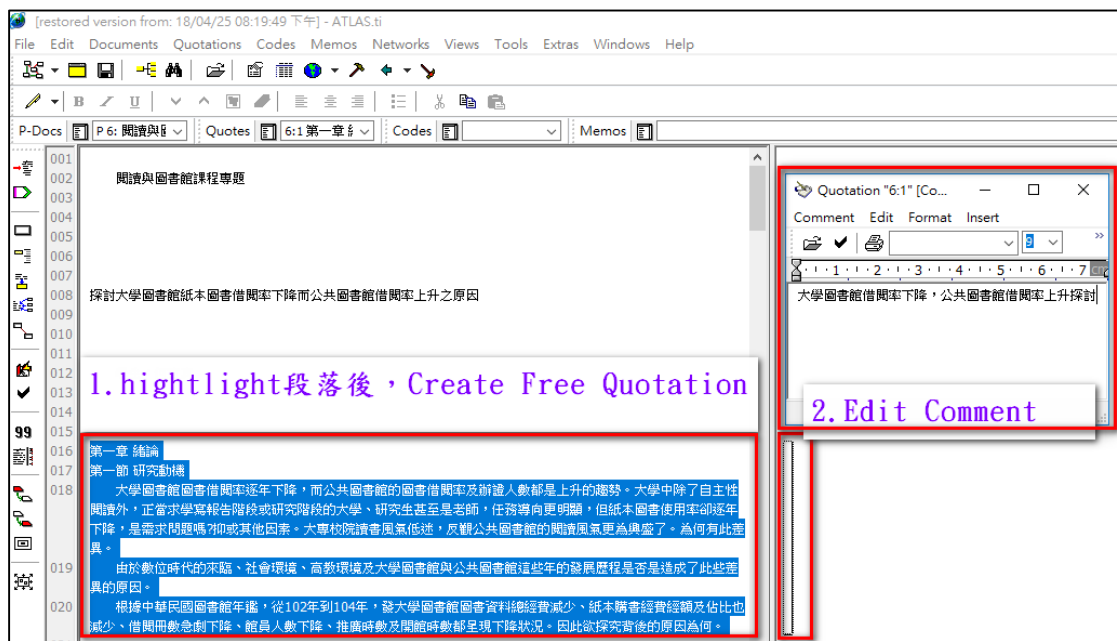 [restored version from: 18/04/25 08:19:49 下午] - ATLAS.ti
File Edit Documents Quotations Codes Memos Networks Views Tools Extras Windows Help
B I U
P-Docs P 6: 閱讀與 Quotes 6:1 第一章 Codes Memos
001
002 閱讀與圖書館課程專題
003
004
005
006
007
008 探討大學圖書館紙本圖書借閱率下降而公共圖書館借閱率上升之原因
009
010
011
012
013
014
015
016 第一章 緒論
017 第一節 研究動機
018 大學圖書館圖書借閱率逐年下降，而公共圖書館的圖書借閱率及辦證人數都是上升的趨勢。大學中除了自主性
閱讀外，正當求學寫報告階段或研究階段的大學、研究生甚至是老師，任務導向更明顯，但紙本圖書使用率卻逐年
下降，是需求問題嗎?抑或其他因素。大專校院讀書風氣低迷，反觀公共圖書館的閱讀風氣更為興盛了。為何有此差
異。
019 由於數位時代的來臨、社會環境、高教環境及大學圖書館與公共圖書館這些年的發展歷程是否是造成了此些差
異的原因。
020 根據中華民國圖書館年鑑，從102年到104年，發大學圖書館圖書資料總經費減少、紙本購書經費經額及佔比也
減少、借閱冊數急劇下降、館員人數下降、推廣時數及開館時數都呈現下降狀況。因此欲探究背後的原因為何。
1.hightlight段落後，Create Free Quotation
Quotation "6:1" [Co...
Comment Edit Format Insert
9
1 2 3 4 5 6 7 cm
大學圖書館借閱率下降，公共圖書館借閱率上升探討
2.Edit Comment
99